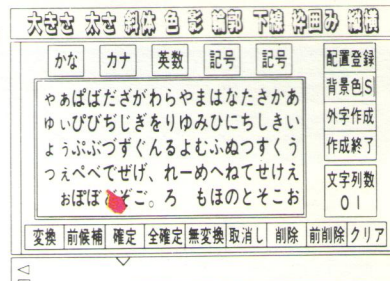 大きさ 太さ 斜体 色 影 輪郭 下線 枠囲み 縦横
かな カナ 英数 記号 記号
ゃぁぱばだざがわらやまはなたさかあ
ゅぃぴびぢじぎをりゆみひにちしきい
ょぅぷぶづずぐんるよむふぬつすくう
っぇぺべでぜげ、れーめへねてせけえ
ぉぽぼどぞご。ろ もほのとそこお
配置登録
背景色S
外字作成
作成終了
文字列数
01
変換 前候補 確定 全確定 無変換 取消し 削除 前削除 クリア